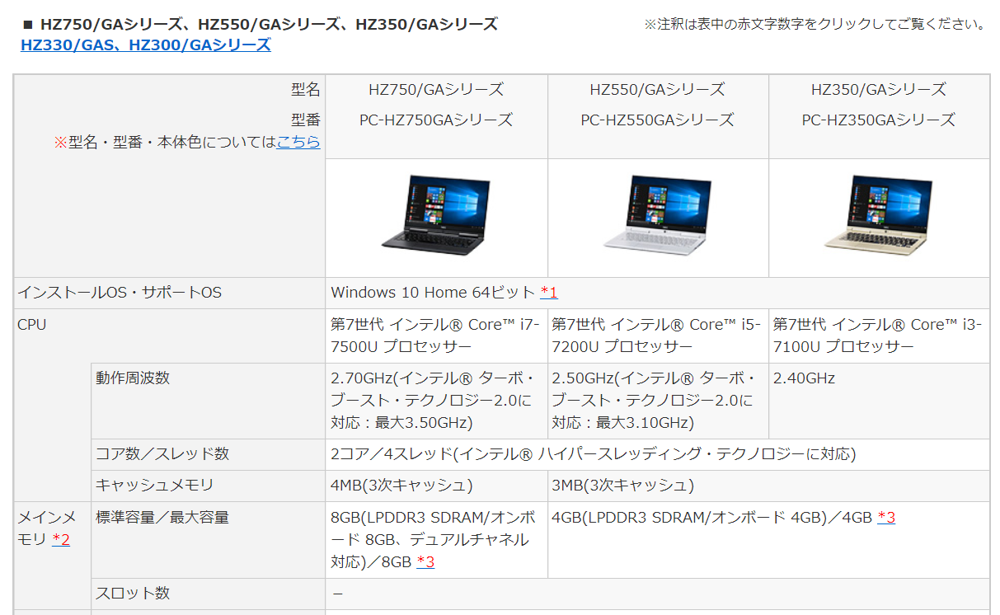 ■ HZ750/GAシリーズ、HZ550/GAシリーズ、HZ350/GAシリーズ
※注釈は表中の赤文字数字をクリックしてご覧ください。
HZ330/GAS、HZ300/GAシリーズ
型名
HZ750/GAシリーズ
HZ550/GAシリーズ
HZ350/GAシリーズ
型番
PC-HZ750GAシリーズ
PC-HZ550GAシリーズ
PC-HZ350GAシリーズ
※型名・型番・本体色についてはこちら
インストールOS・サポートOS
Windows 10 Home 64ビット *1
CPU
第7世代 インテル® Core™ i7-
7500U プロセッサー
第7世代 インテル® Core™ i5-
7200U プロセッサー
第7世代 インテル® Core™ i3-
7100U プロセッサー
動作周波数
2.70GHz(インテル® ターボ・
ブースト・テクノロジー2.0に
対応：最大3.50GHz)
2.50GHz(インテル® ターボ・
ブースト・テクノロジー2.0に
対応：最大3.10GHz)
2.40GHz
コア数／スレッド数
2コア／4スレッド(インテル® ハイパースレッディング・テクノロジーに対応)
キャッシュメモリ
4MB(3次キャッシュ)
3MB(3次キャッシュ)
メインメ
モリ *2
標準容量／最大容量
8GB(LPDDR3 SDRAM/オンボ
ード 8GB、デュアルチャネル
対応)／8GB *3
4GB(LPDDR3 SDRAM/オンボード 4GB)／4GB *3
スロット数
−